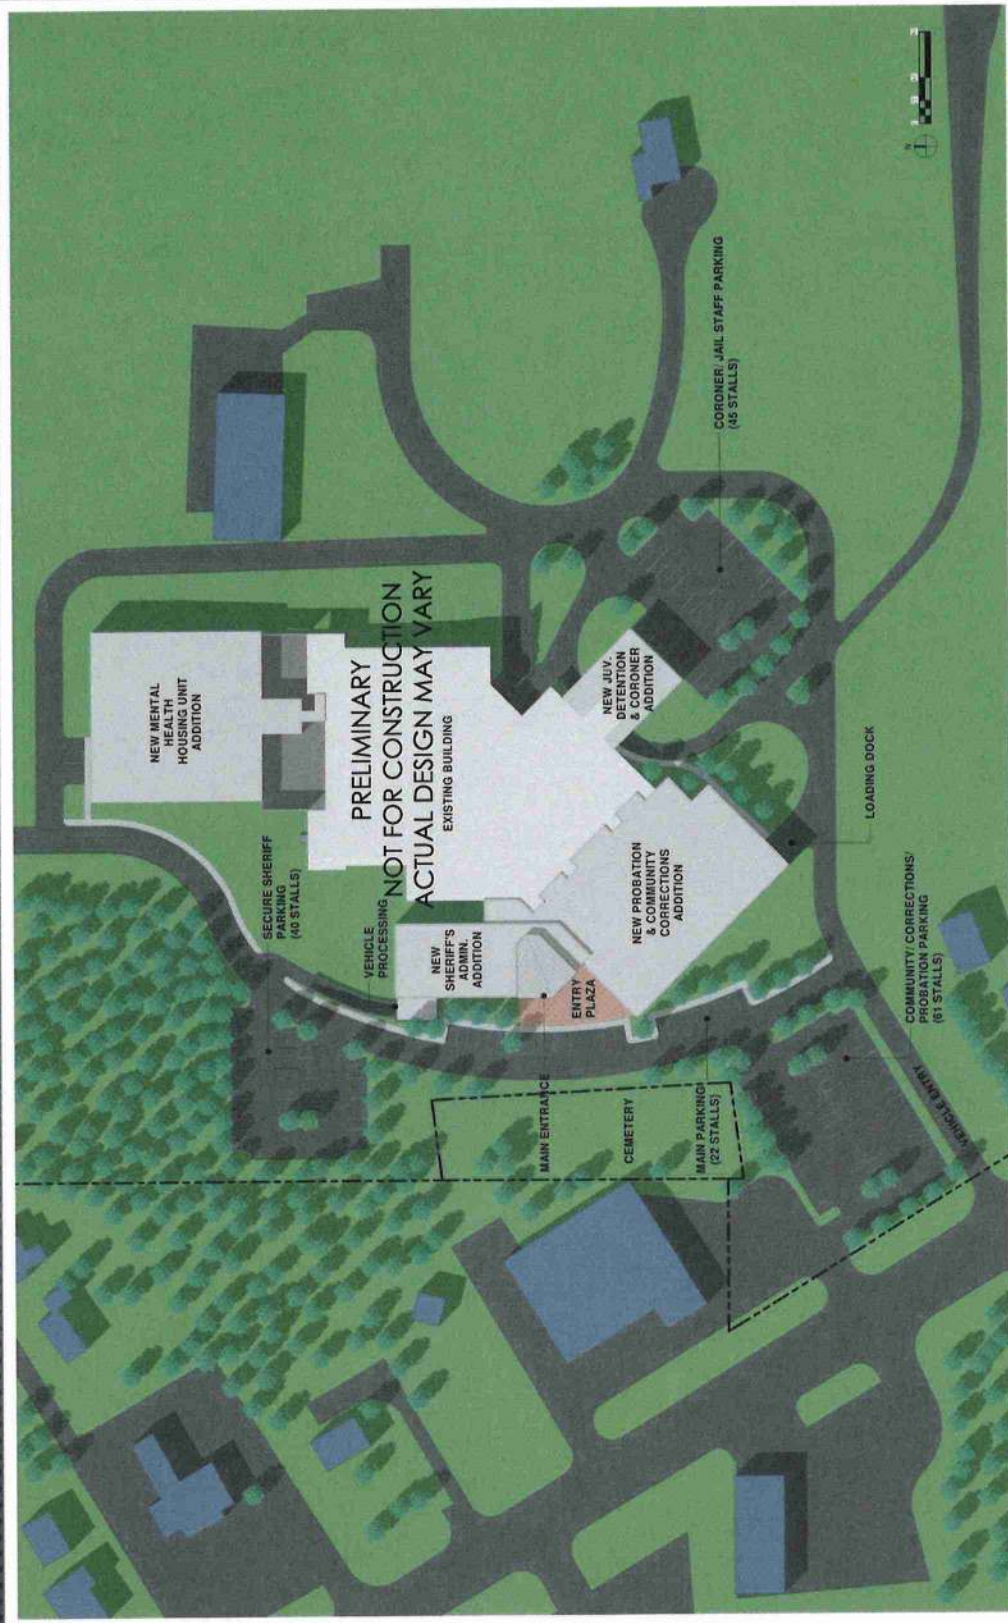 NEW MENTAL
HEALTH
HOUSING UNIT
ADDITION
SECURE SHERIFF
PARKING
(40 STALLS)
PRELIMINARY
NOT FOR CONSTRUCTION
ACTUAL DESIGN MAY VARY
EXISTING BUILDING
VEHICLE
PROCESSING
NEW
SHERIFF'S
ADMIN.
ADDITION
ENTRY
PLAZA
MAIN ENTRANCE
CEMETERY
MAIN PARKING
(22 STALLS)
NEW PROBATION
& COMMUNITY
CORRECTIONS
ADDITION
NEW JUV.
DETENTION
& CORONER
ADDITION
CORONER/ JAIL STAFF PARKING
(45 STALLS)
LOADING DOCK
COMMUNITY/ CORRECTIONS/
PROBATION PARKING
(61 STALLS)
VEHICLE ENTRY
N